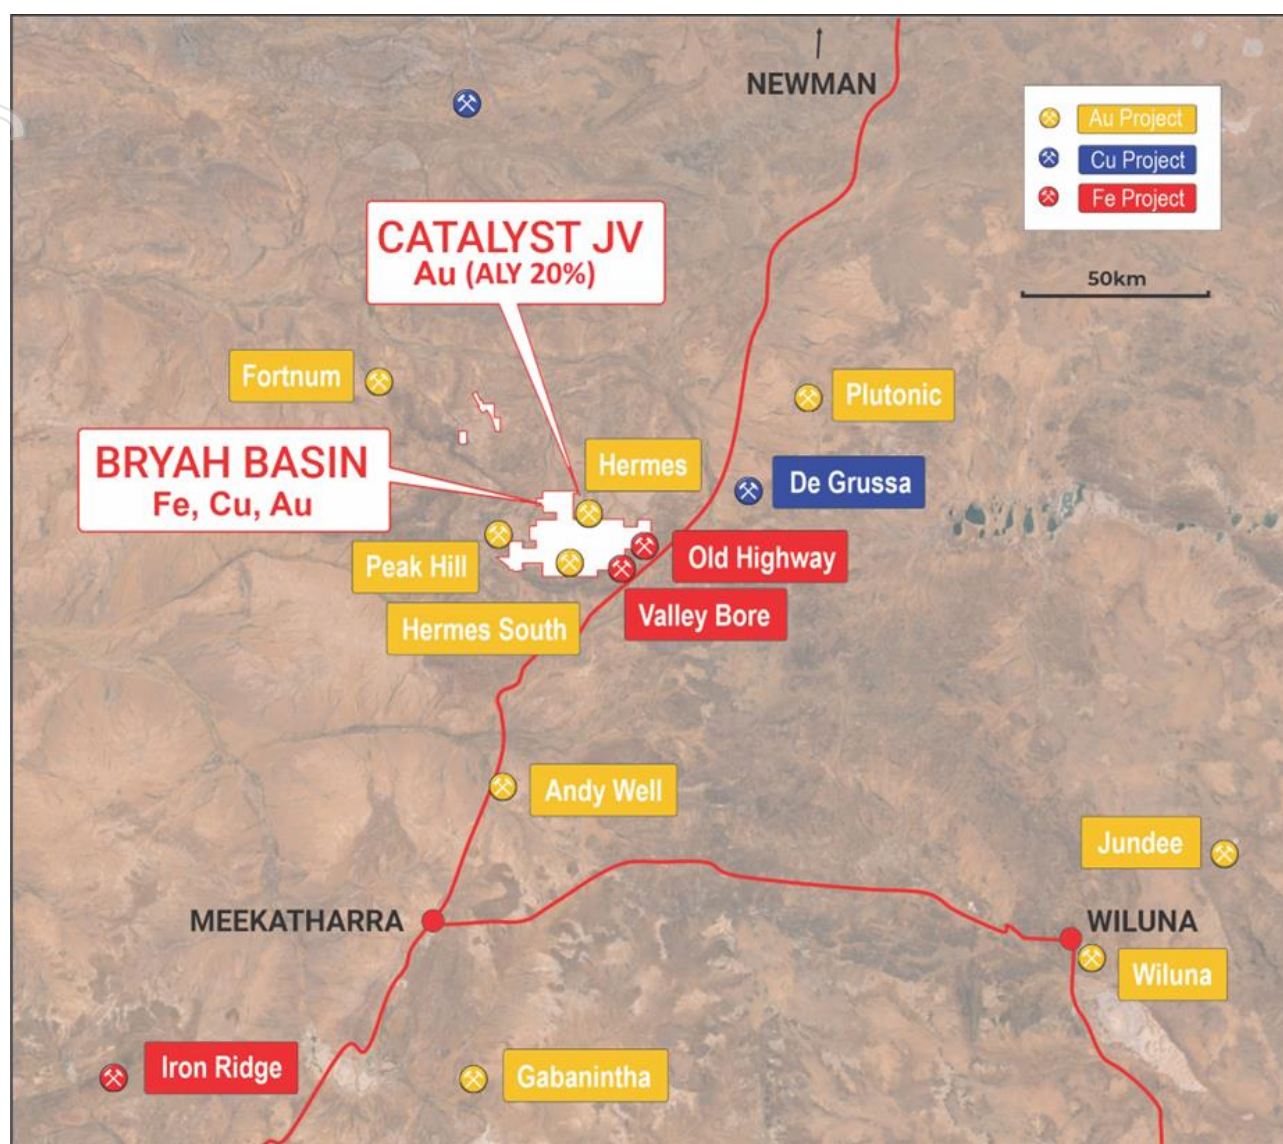 NEWMAN
Au Project
Cu Project
Fe Project
50km
CATALYST JV
Au (ALY 20%)
Fortnum
Plutonic
BRYAH BASIN
Fe, Cu, Au
Hermes
De Grussa
Peak Hill
Old Highway
Hermes South
Valley Bore
Andy Well
Jundee
MEEKATHARRA
WILUNA
Wiluna
Iron Ridge
Gabanintha